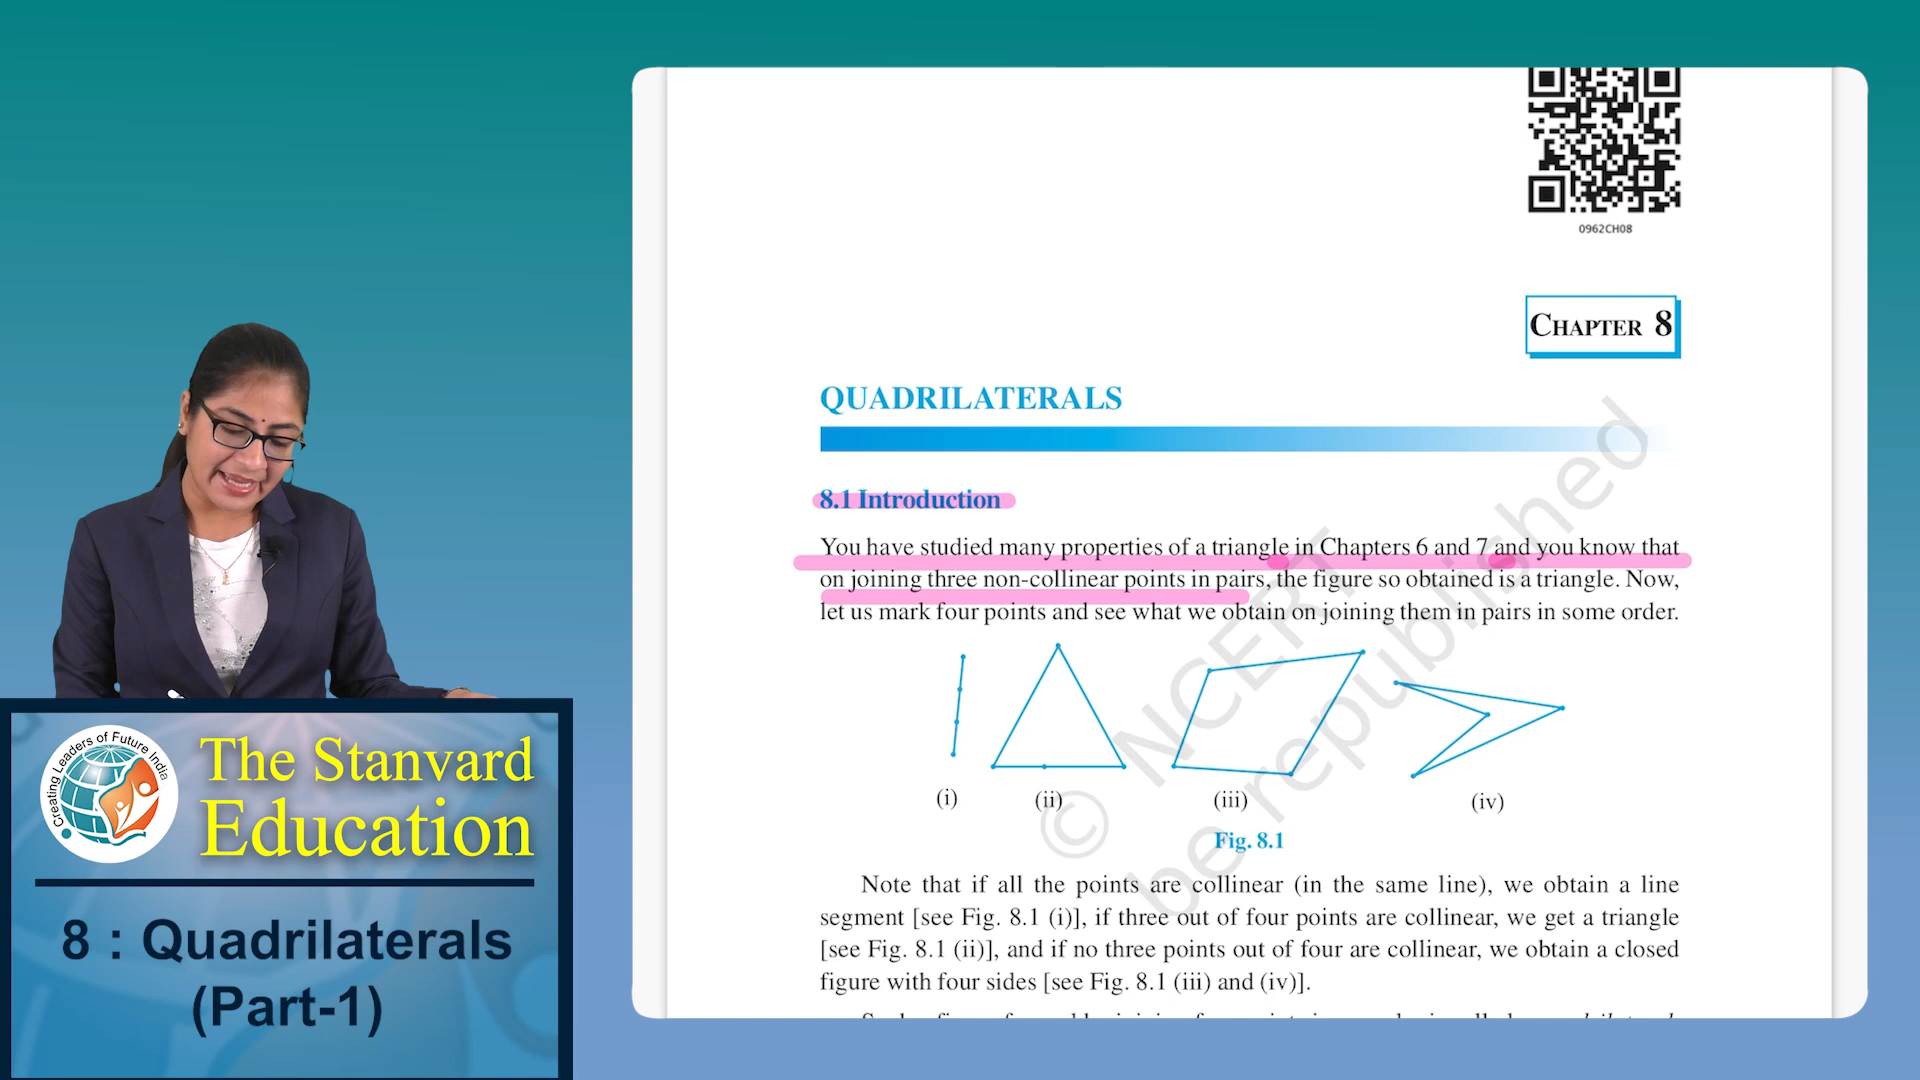 0962CH08
CHAPTER 8
QUADRILATERALS
8.1 Introduction
You have studied many properties of a triangle in Chapters 6 and 7 and you know that
on joining three non-collinear points in pairs, the figure so obtained is a triangle. Now,
let us mark four points and see what we obtain on joining them in pairs in some order.
(i) (ii) (iii) (iv)
Fig. 8.1
© NCERT
be republished
Note that if all the points are collinear (in the same line), we obtain a line
segment [see Fig. 8.1 (i)], if three out of four points are collinear, we get a triangle
[see Fig. 8.1 (ii)], and if no three points out of four are collinear, we obtain a closed
figure with four sides [see Fig. 8.1 (iii) and (iv)].
Creating Leaders of Future India
The Stanvard
Education
8 : Quadrilaterals
(Part-1)